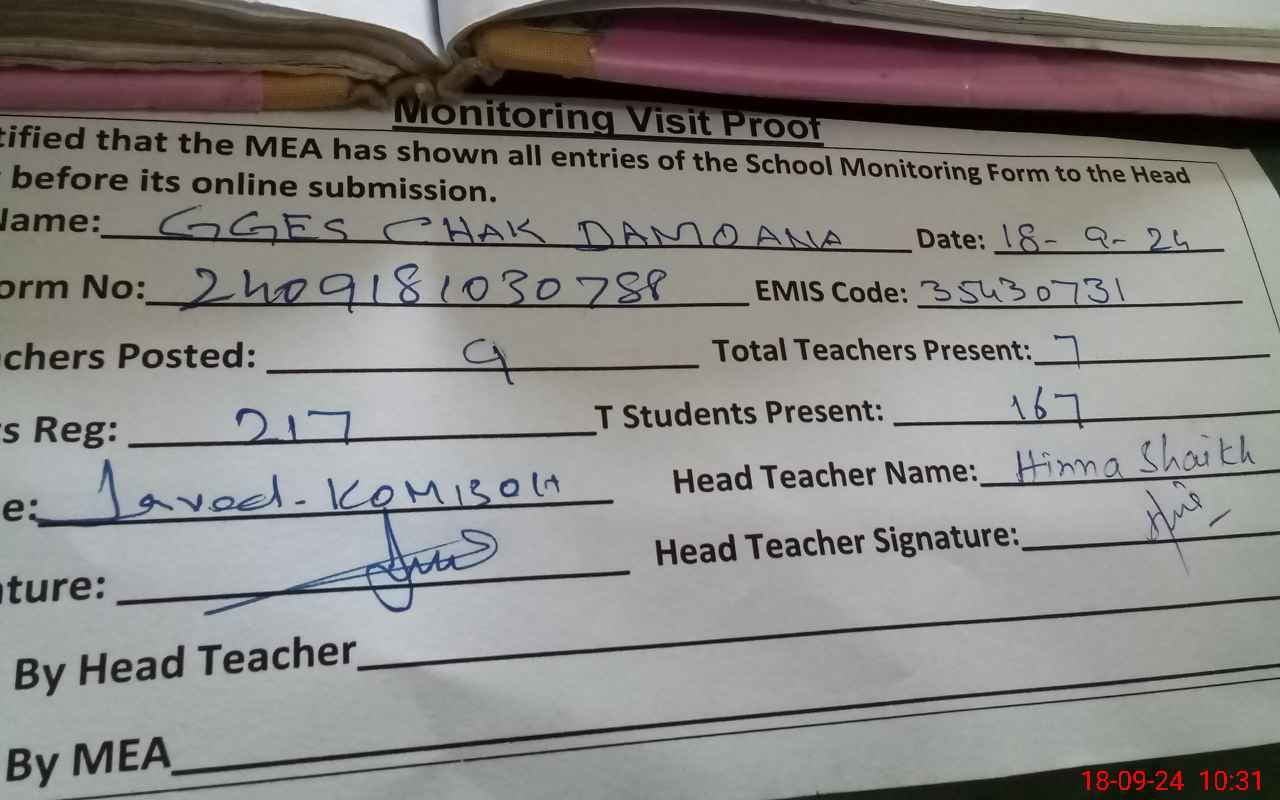 Monitoring Visit Proof
tified that the MEA has shown all entries of the School Monitoring Form to the Head
before its online submission.
Name: GGES CHAK DAMOANA Date: 18-9-24
orm No: 2409181030788 EMIS Code: 35430731
chers Posted: 9 Total Teachers Present: 7
s Reg: 217 T Students Present: 167
e: Javed- Head Teacher Name: Hinna Shaikh
ture: Head Teacher Signature:
By Head Teacher
By MEA
18-09-24 10:31